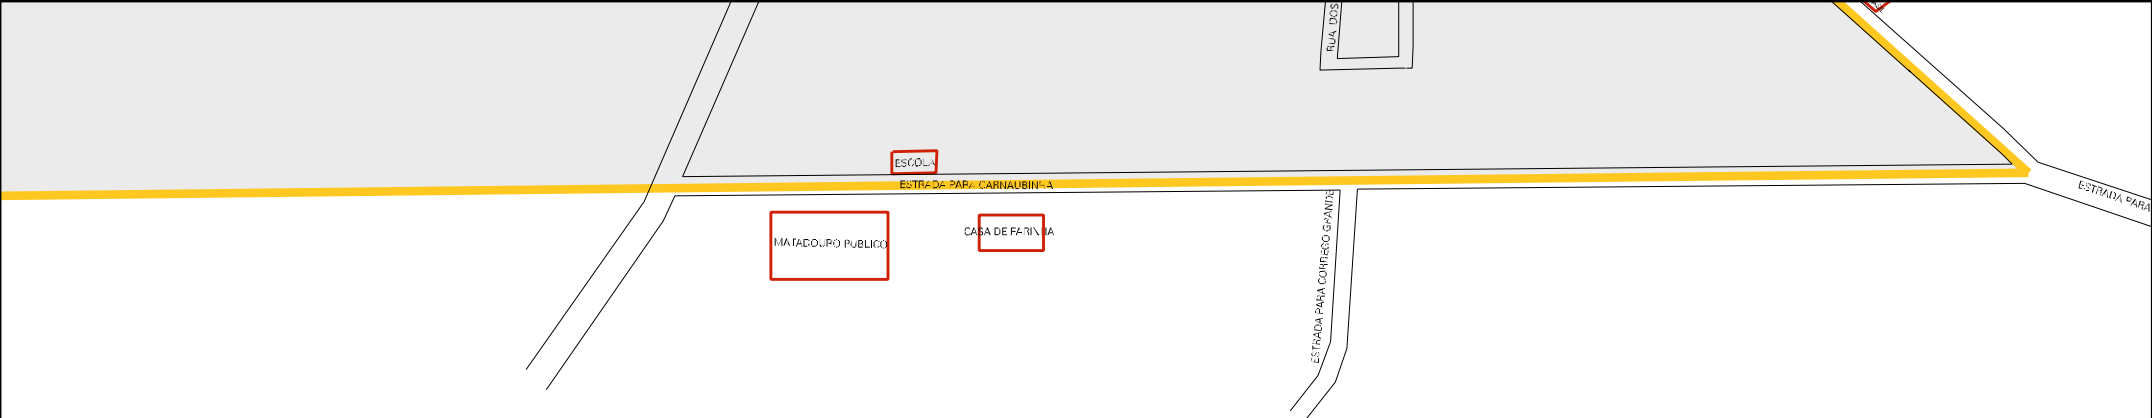 RUA DOS
ESCOLA
ESTRADA PARA CARNAUBINHA
ESTRADA PARA
MATADOURO PUBLICO
CASA DE FARINHA
ESTRADA PARA CORREGO GRANDE